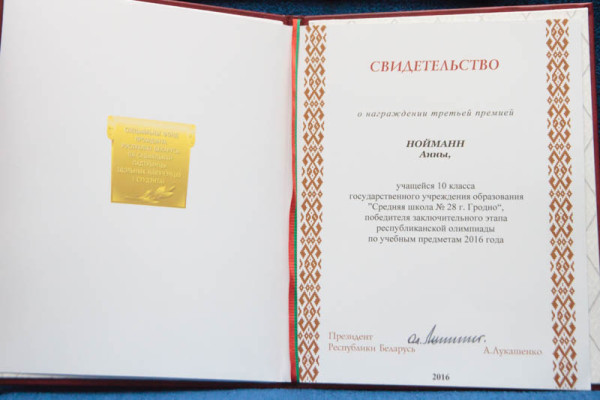 СВИДЕТЕЛЬСТВО
о награждении третьей премией
НОЙМАНН
Анны,
учащейся 10 класса
государственного учреждения образования
"Средняя школа № 28 г. Гродно",
победителя заключительного этапа
республиканской олимпиады
по учебным предметам 2016 года
Президент
Республики Беларусь
А.Лукашенко
2016